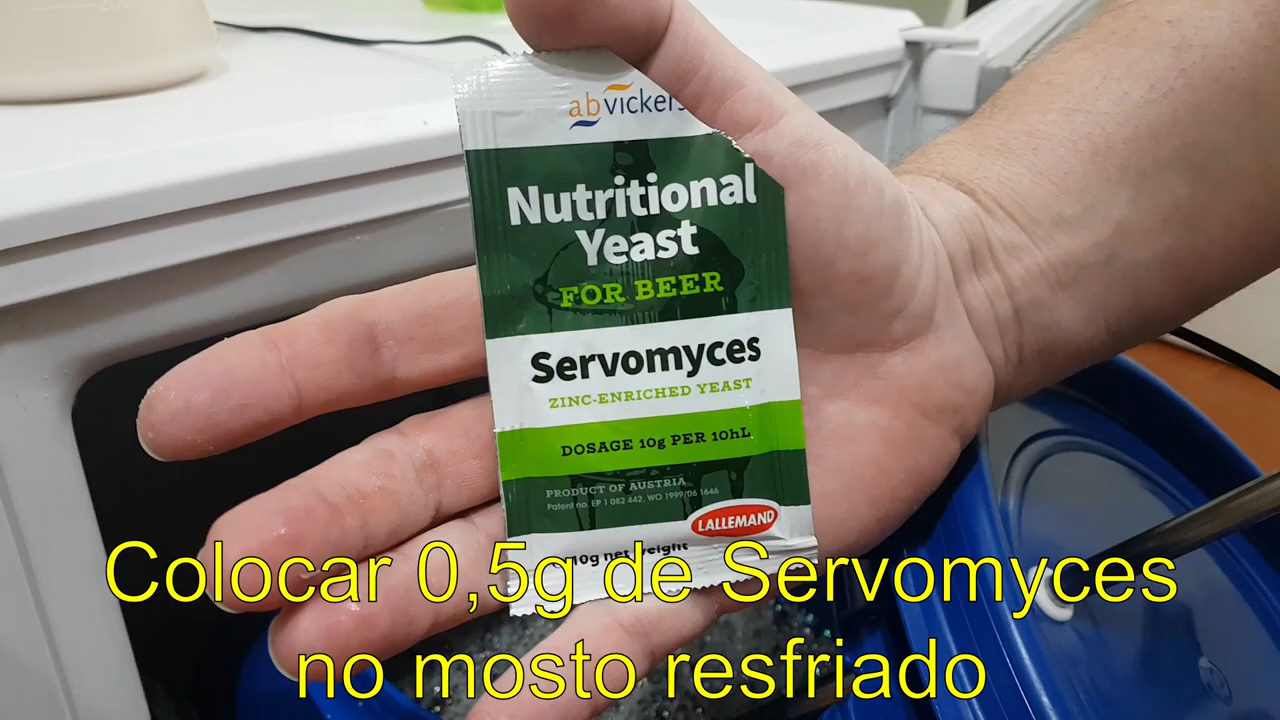 200
abvickers
Nutritional
Yeast
FOR BEER
Servomyces
ZINC-ENRICHED YEAST
DOSAGE 10g PER 10hL
PRODUCT OF AUSTRIA
Patent no. EP 1 082 442. WO 1999/06 1646
LALLEMAND
10g net weight
Colocar 0,5g de Servomyces
no mosto resfriado